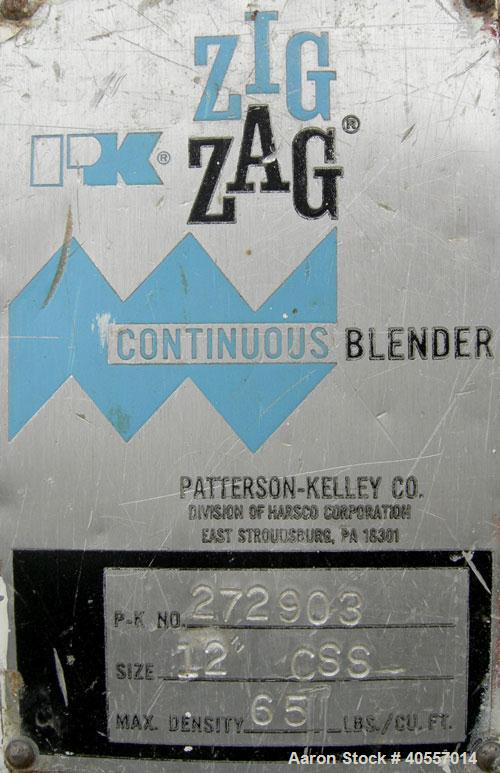 ZIG
PK® ZAG®
CONTINUOUS BLENDER
PATTERSON-KELLEY CO.
DIVISION OF HARSCO CORPORATION
EAST STROUDSBURG, PA 18301
P-K NO. 272903
SIZE 12" CSS
MAX. DENSITY 65 LBS./CU. FT.
Aaron Stock # 40557014